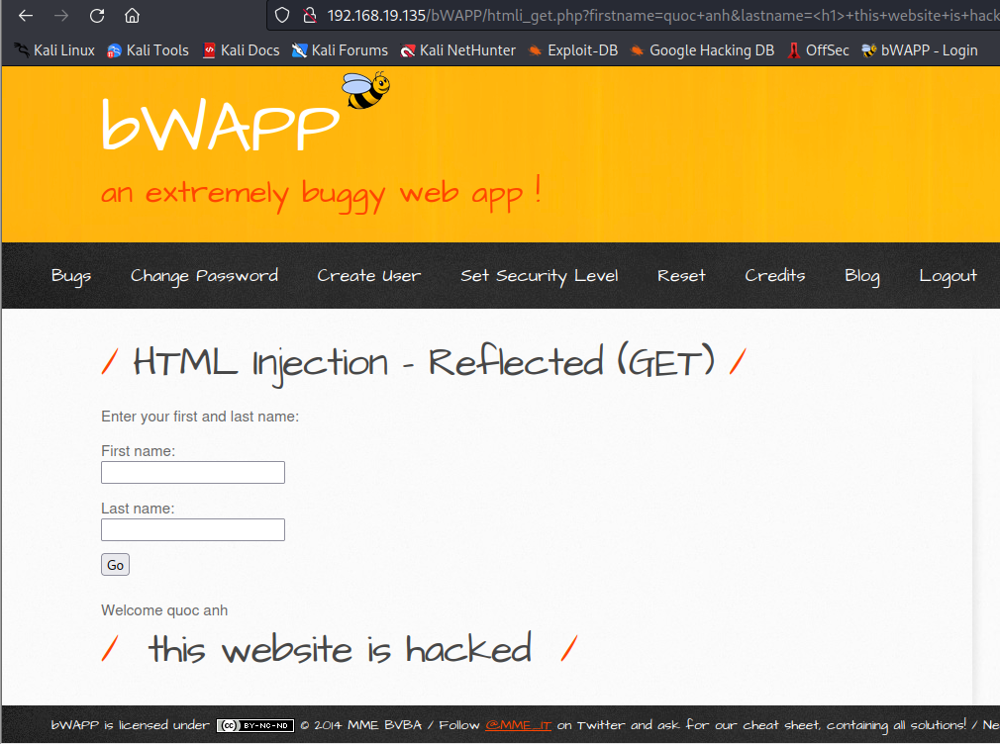 192.168.19.135/bWAPP/htmli_get.php?firstname=quoc+anh&lastname=<h1>+this+website+is+hack
Kali Linux Kali Tools Kali Docs Kali Forums Kali NetHunter Exploit-DB Google Hacking DB OffSec bWAPP - Login
bWAPP
an extremely buggy web app !
Bugs Change Password Create User Set Security Level Reset Credits Blog Logout
/ HTML Injection - Reflected (GET) /
Enter your first and last name:
First name:
Last name:
Go
Welcome quoc anh
/ this website is hacked /
bWAPP is licensed under (cc) BY-NC-ND © 2014 MME BVBA / Follow @MME_IT on Twitter and ask for our cheat sheet, containing all solutions! / Ne